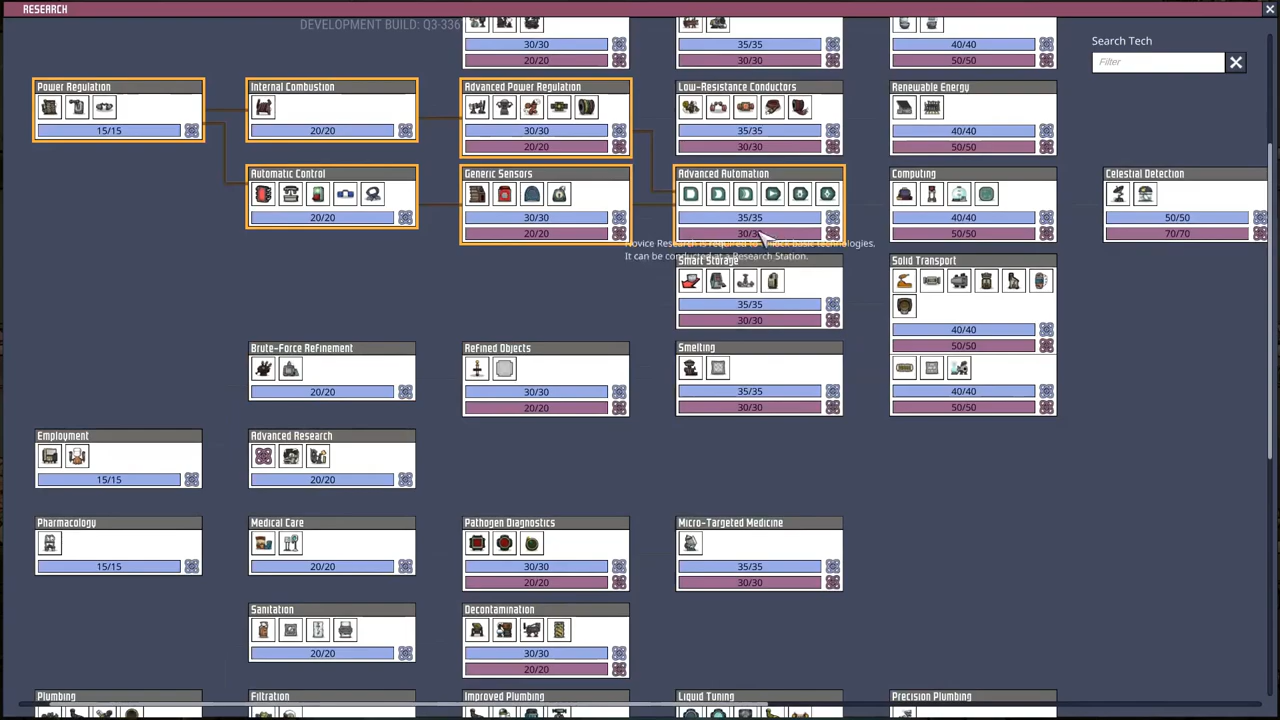 RESEARCH
DEVELOPMENT BUILD: Q3-336
30/30
20/20
35/35
30/30
40/40
50/50
Search Tech
Filter
Power Regulation
15/15
Internal Combustion
20/20
Advanced Power Regulation
30/30
20/20
Low-Resistance Conductors
35/35
30/30
Renewable Energy
40/40
50/50
Automatic Control
20/20
Generic Sensors
30/30
20/20
Advanced Automation
35/35
Computing
40/40
50/50
Celestial Detection
50/50
70/70
Novice Research is required to unlock basic technologies.
It can be conducted at a Research Station.
Smart Storage
35/35
30/30
Solid Transport
40/40
50/50
Brute-Force Refinement
20/20
Refined Objects
30/30
20/20
Smelting
35/35
30/30
40/40
50/50
Employment
15/15
Advanced Research
20/20
Pharmacology
15/15
Medical Care
20/20
Pathogen Diagnostics
30/30
20/20
Micro-Targeted Medicine
35/35
30/30
Sanitation
20/20
Decontamination
30/30
20/20
Plumbing
Filtration
Improved Plumbing
Liquid Tuning
Precision Plumbing